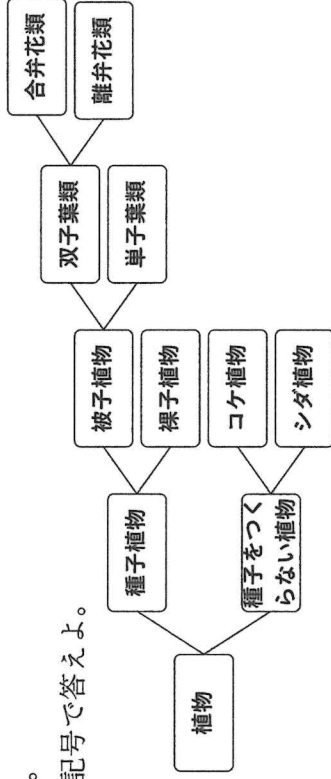 。
記号で答えよ。
植物
種子植物
種子をつく
らない植物
被子植物
裸子植物
コケ植物
シダ植物
双子葉類
単子葉類
合弁花類
離弁花類